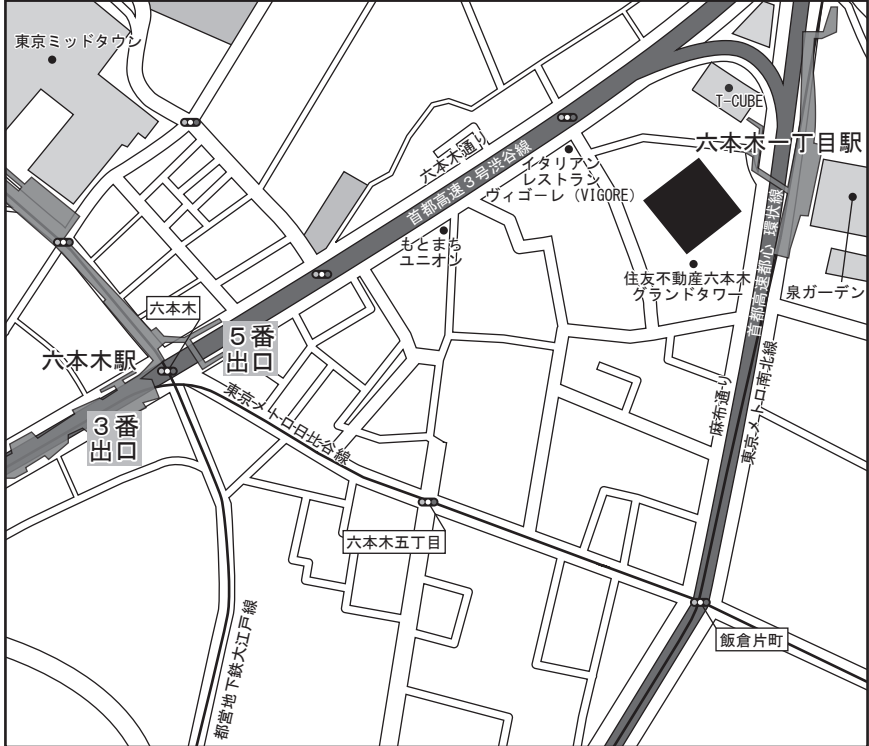 東京ミッドタウン
T-CUBE
六本木一丁目駅
六本木通り
首都高速3号渋谷線
イタリアン
レストラン
ヴィゴーレ（VIGORE）
もとまち
ユニオン
住友不動産六本木
グランドタワー
泉ガーデン
首都高速都心環状線
六本木
5番
出口
六本木駅
3番
出口
東京メトロ日比谷線
麻布通り
東京メトロ南北線
六本木五丁目
飯倉片町
都営地下鉄大江戸線